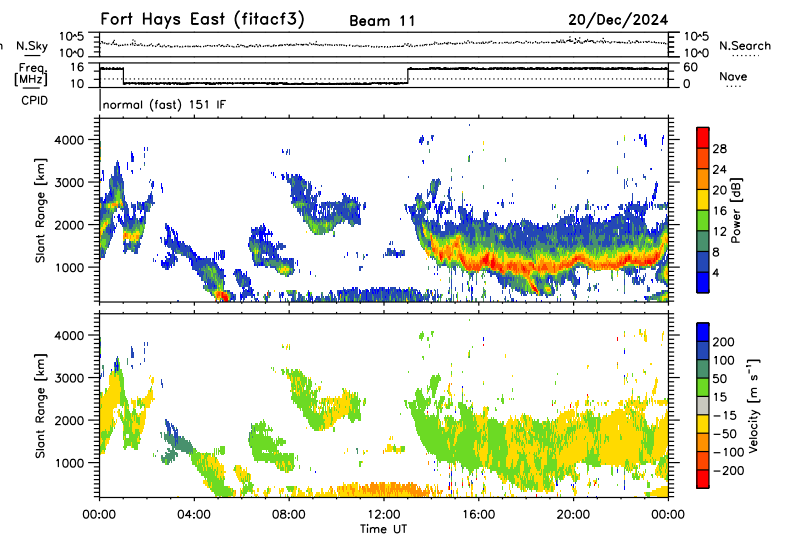 Fort Hays East (fitacf3) Beam 11 20/Dec/2024
N.Sky 10^5 10^0 10^5 10^0 N.Search
Freq. [MHz] 16 10 60 0 Nave
CPID normal (fast) 151 IF
4000
3000
2000
1000
Slant Range [km]
28
24
20
16
12
8
4
Power [dB]
4000
3000
2000
1000
Slant Range [km]
200
100
50
15
−15
−50
−100
−200
Velocity [m s⁻¹]
00:00 04:00 08:00 12:00 16:00 20:00 00:00
Time UT